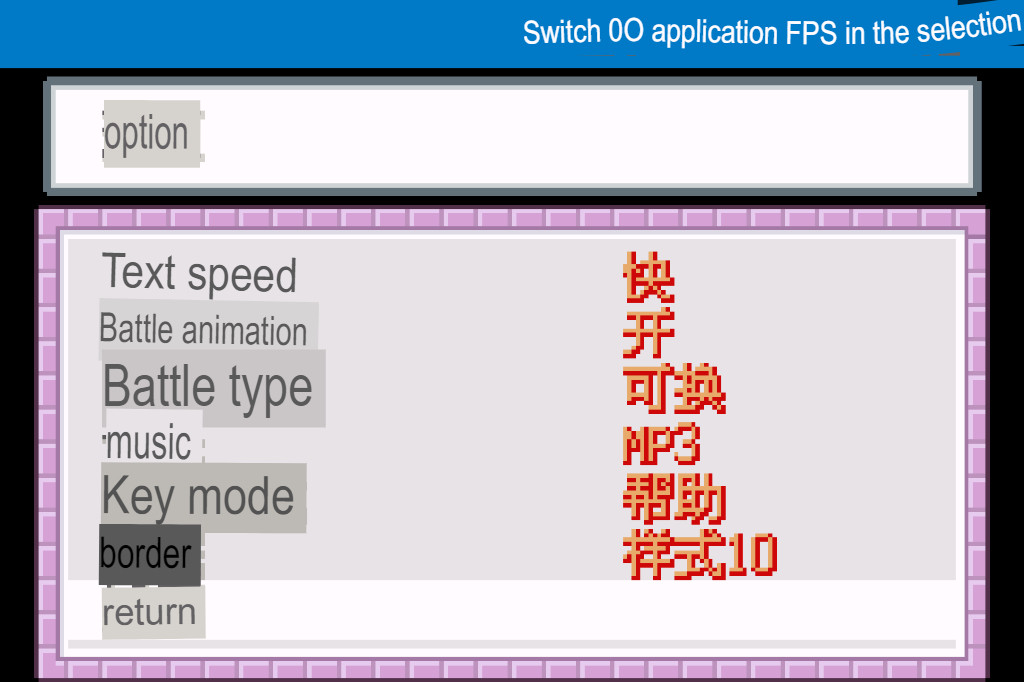 Switch 0O application FPS in the selection
option
Text speed 快
Battle animation 开
Battle type 可换
music MP3
Key mode 帮助
border 样式10
return